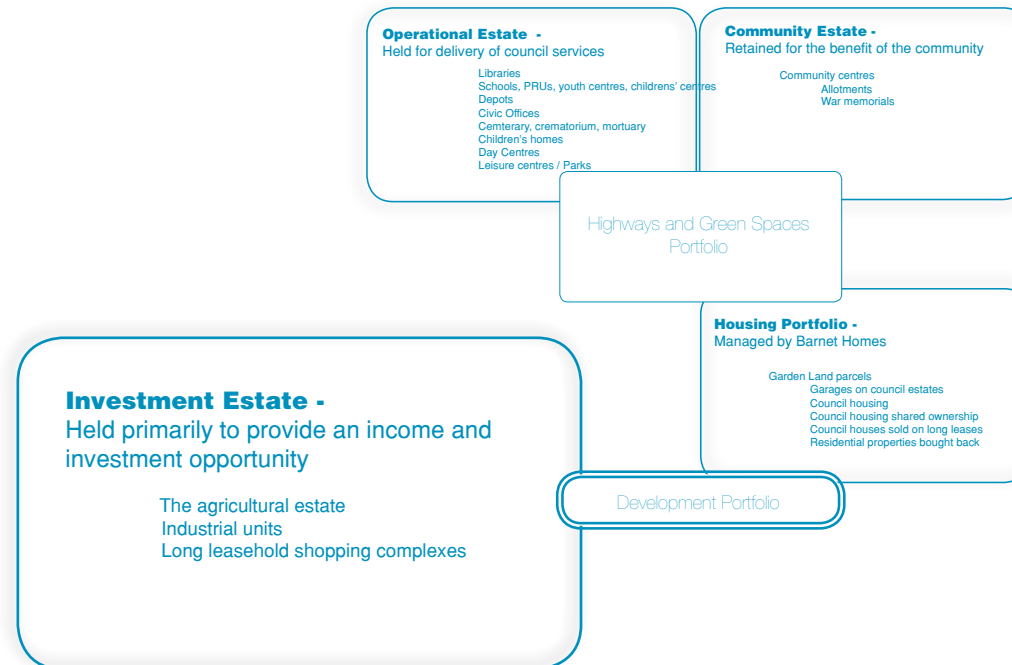 Operational Estate -
Held for delivery of council services
Libraries
Schools, PRUs, youth centres, childrens' centres
Depots
Civic Offices
Cemterary, crematorium, mortuary
Children's homes
Day Centres
Leisure centres / Parks
Community Estate -
Retained for the benefit of the community
Community centres
Allotments
War memorials
Highways and Green Spaces
Portfolio
Housing Portfolio -
Managed by Barnet Homes
Garden Land parcels
Garages on council estates
Council housing
Council housing shared ownership
Council houses sold on long leases
Residential properties bought back
Investment Estate -
Held primarily to provide an income and
investment opportunity
The agricultural estate
Industrial units
Long leasehold shopping complexes
Development Portfolio